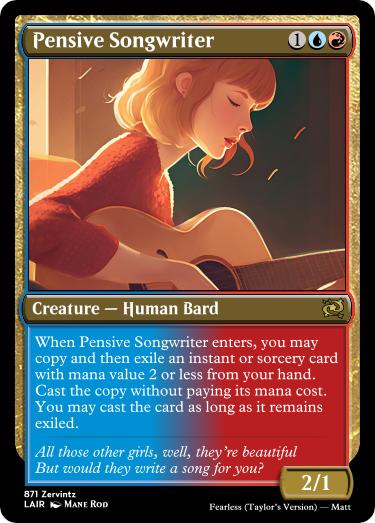 Pensive Songwriter 1
Creature — Human Bard
When Pensive Songwriter enters, you may
copy and then exile an instant or sorcery card
with mana value 2 or less from your hand.
Cast the copy without paying its mana cost.
You may cast the card as long as it remains
exiled.
All those other girls, well, they're beautiful
But would they write a song for you?
2/1
871 Zervintz
LAIR Mane Rod
Fearless (Taylor's Version) — Matt